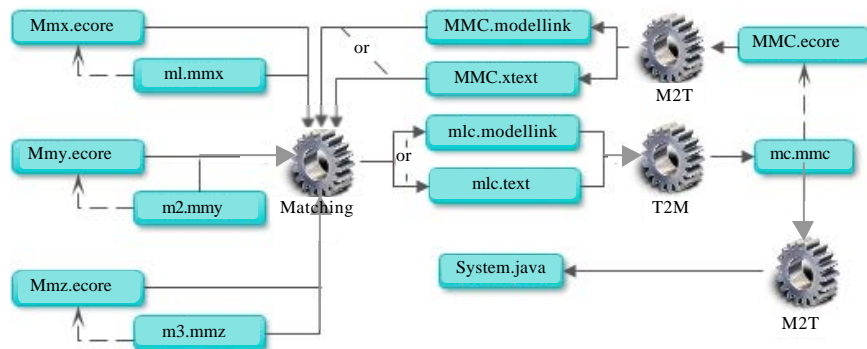 Mmx.ecore
MMC.modellink
MMC.ecore
or
ml.mmx
MMC.xtext
M2T
Mmy.ecore
mlc.modellink
or
mc.mmc
m2.mmy
mlc.text
Matching
T2M
System.java
Mmz.ecore
m3.mmz
M2T